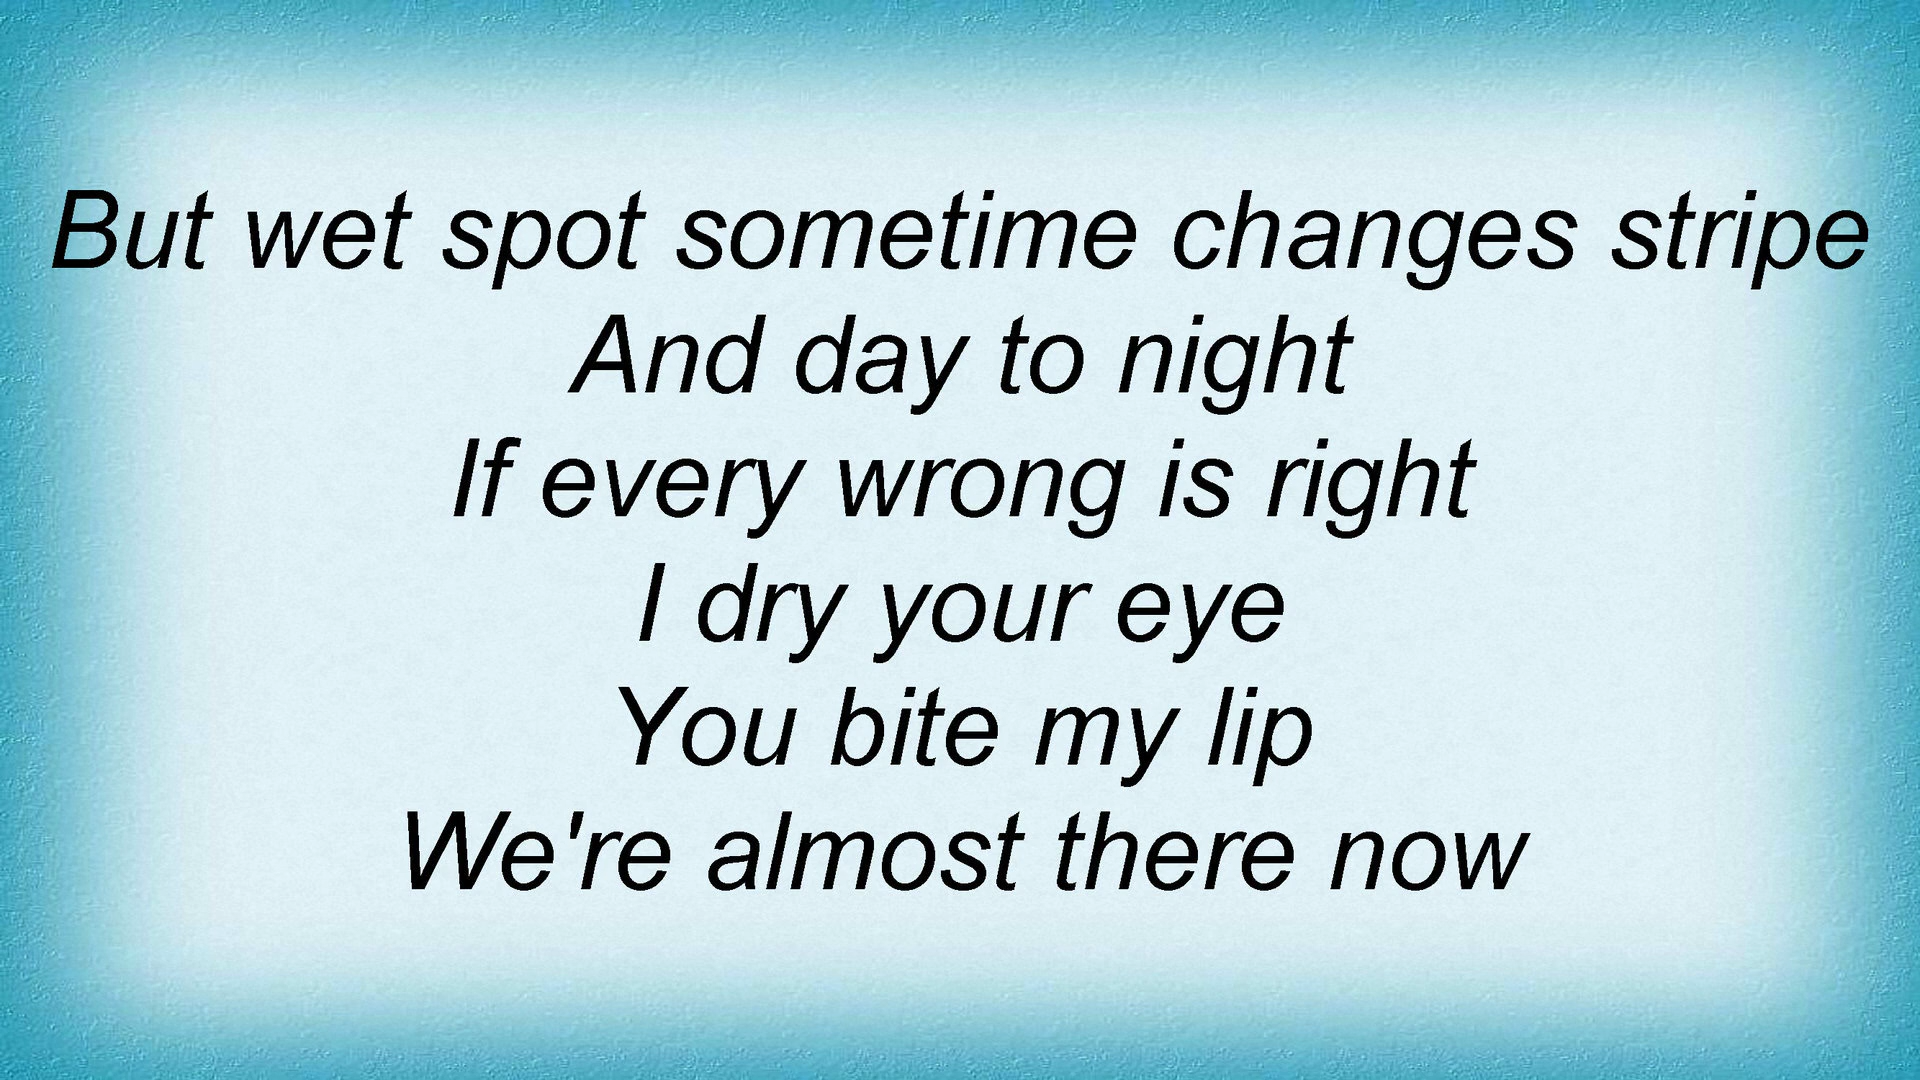 But wet spot sometime changes stripe
And day to night
If every wrong is right
I dry your eye
You bite my lip
We're almost there now